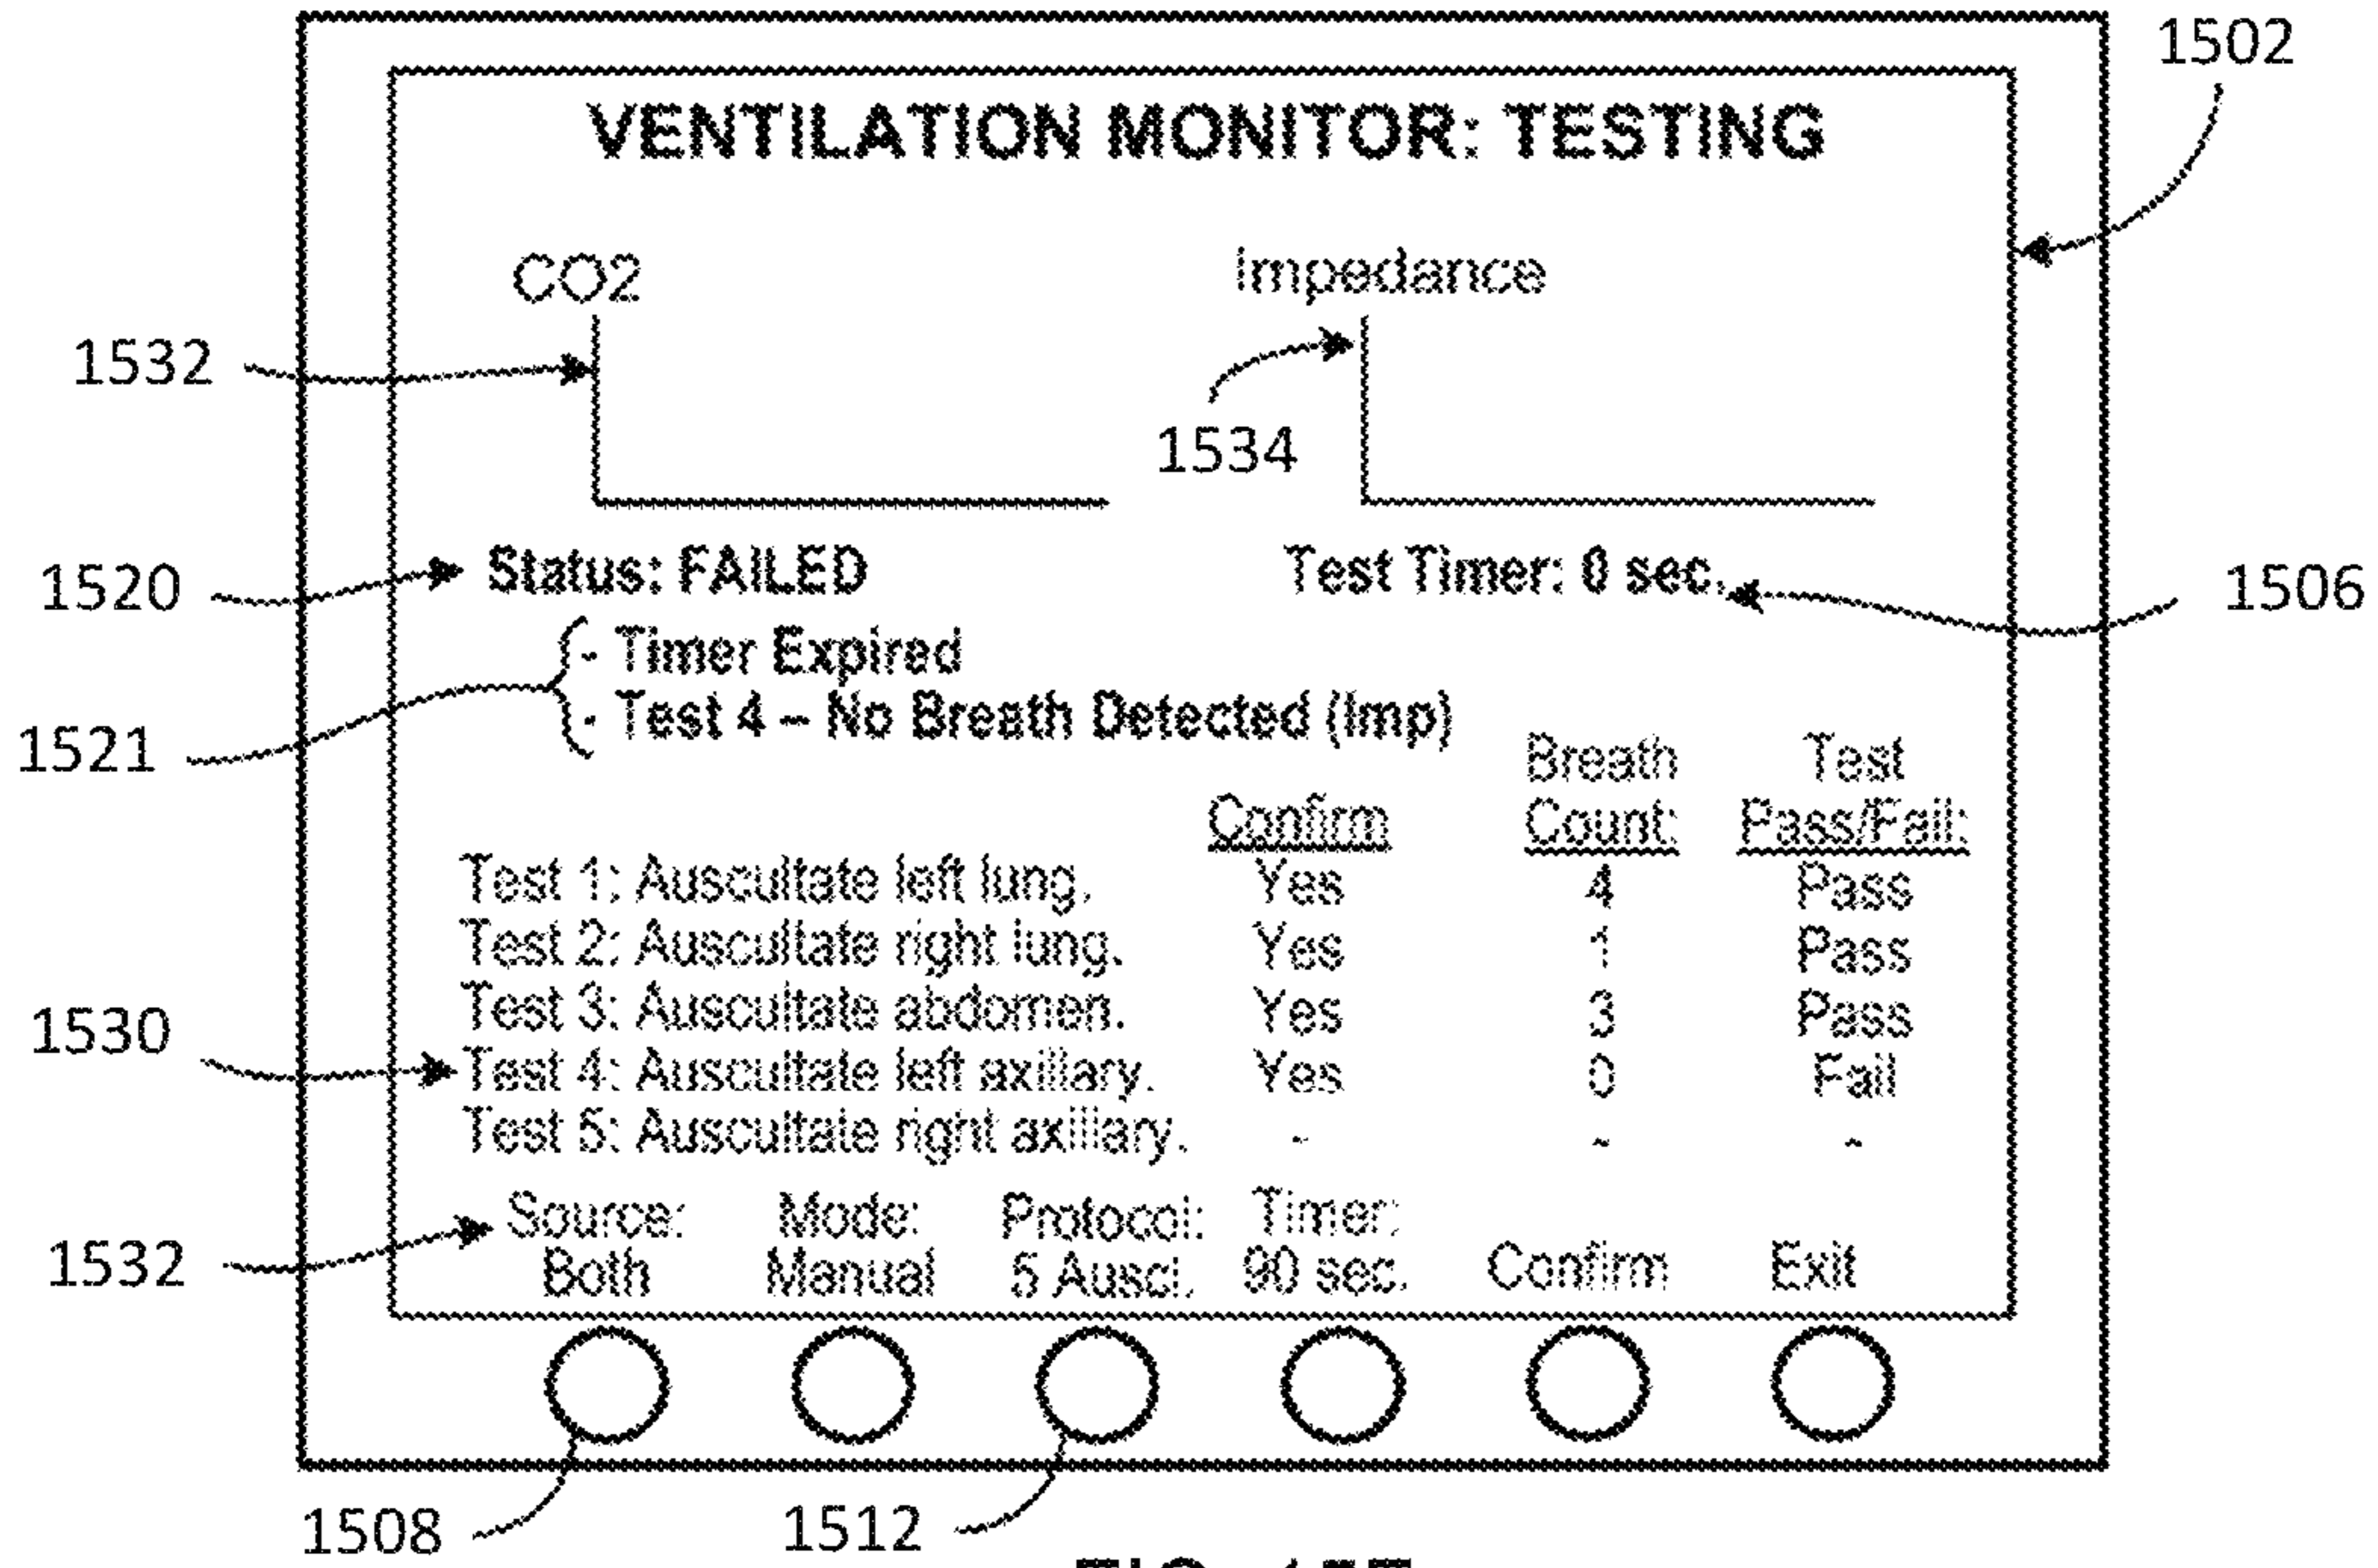 1502
VENTILATION MONITOR: TESTING
CO2
Impedance
1532
1534
1520
Status: FAILED
Test Timer: 0 sec.
1506
- Timer Expired
- Test 4 – No Breath Detected (Imp)
1521
Breath Test
Confirm Count: Pass/Fail:
Test 1: Auscultate left lung. Yes 4 Pass
Test 2: Auscultate right lung. Yes 1 Pass
Test 3: Auscultate abdomen. Yes 3 Pass
1530
Test 4: Auscultate left axillary. Yes 0 Fail
Test 5: Auscultate right axillary. - - -
Source: Mode: Protocol: Timer:
1532
Both Manual 5 Auscl. 90 sec. Confirm Exit
1508
1512